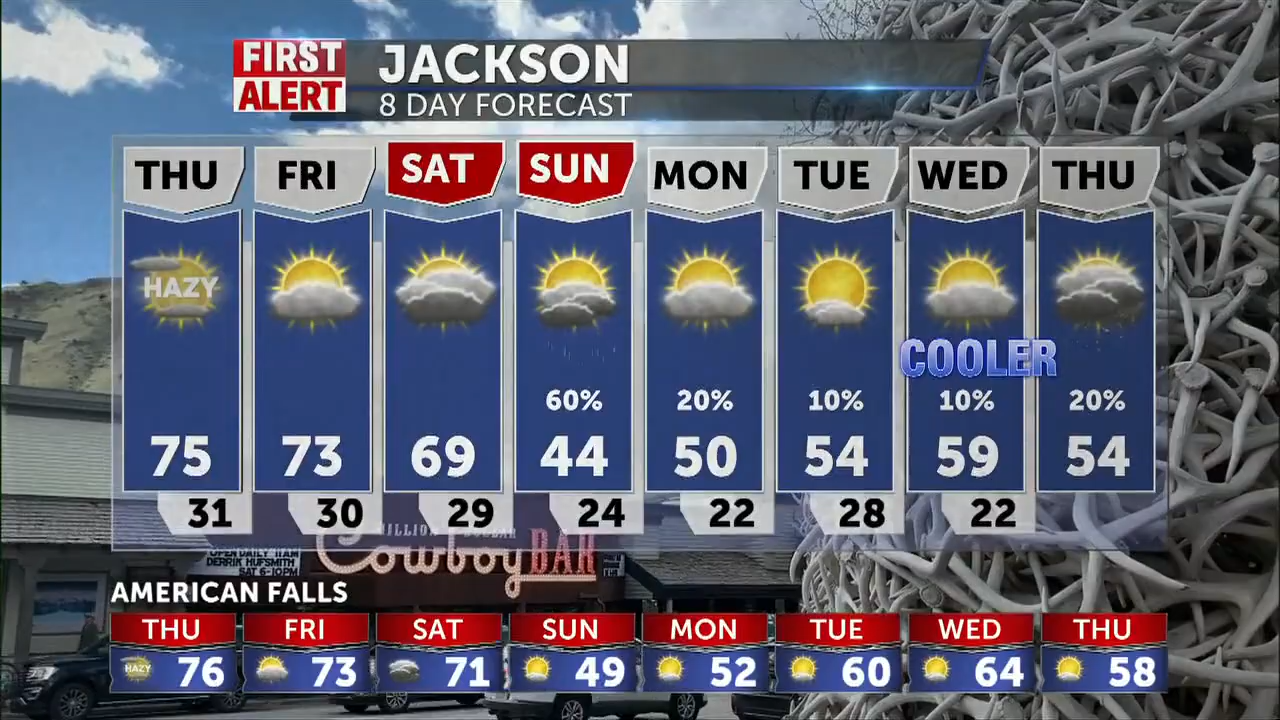 FIRST ALERT
JACKSON
8 DAY FORECAST
THU FRI SAT SUN MON TUE WED THU
HAZY
COOLER
60% 20% 10% 10% 20%
75 73 69 44 50 54 59 54
31 30 29 24 22 28 22
MILLION DOLLAR
Cowboy BAR
OPEN DAILY 11AM
DERRIK HUFSMITH
SAT 6-10PM
AMERICAN FALLS
THU FRI SAT SUN MON TUE WED THU
HAZY 76 73 71 49 52 60 64 58